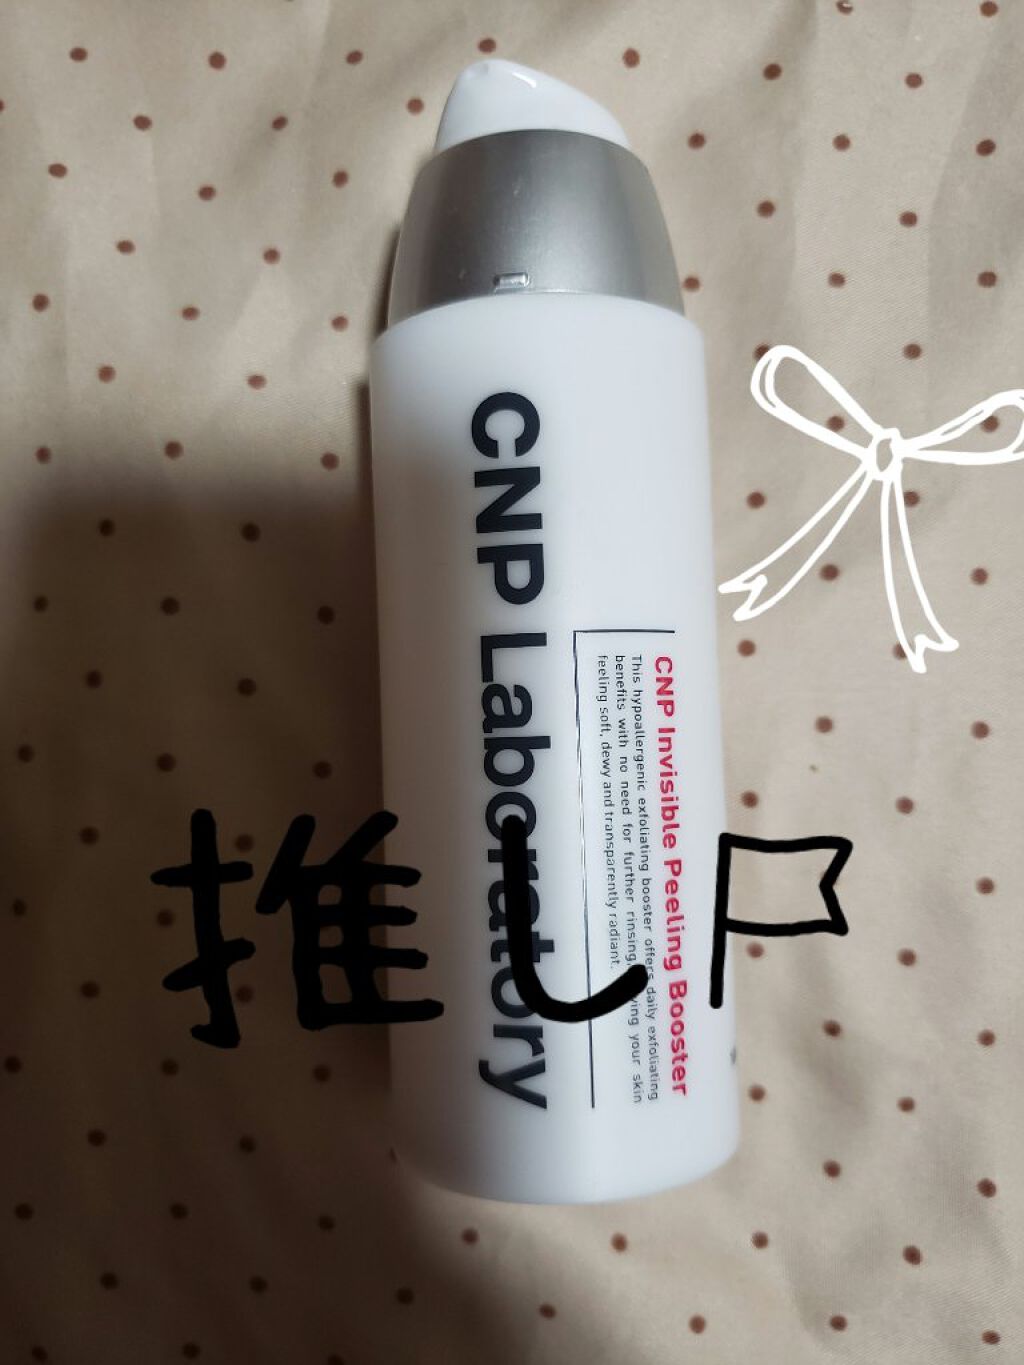 CNP Laboratory
CNP Invisible Peeling Booster
This hypoallergenic exfoliating booster offers daily exfoliating
benefits with no need for further rinsing, your skin
feeling soft, dewy and transparently radiant.
推し